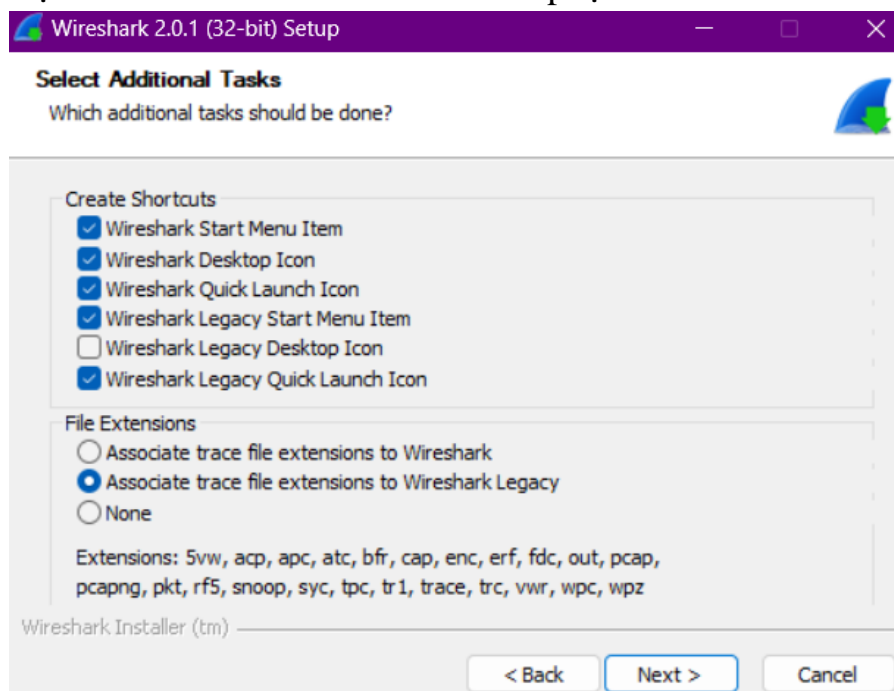 Wireshark 2.0.1 (32-bit) Setup
Select Additional Tasks
Which additional tasks should be done?
Create Shortcuts
Wireshark Start Menu Item
Wireshark Desktop Icon
Wireshark Quick Launch Icon
Wireshark Legacy Start Menu Item
Wireshark Legacy Desktop Icon
Wireshark Legacy Quick Launch Icon
File Extensions
Associate trace file extensions to Wireshark
Associate trace file extensions to Wireshark Legacy
None
Extensions: 5vw, acp, apc, atc, bfr, cap, enc, erf, fdc, out, pcap,
pcapng, pkt, rf5, snoop, syc, tpc, tr1, trace, trc, vwr, wpc, wpz
Wireshark Installer (tm)
< Back Next > Cancel